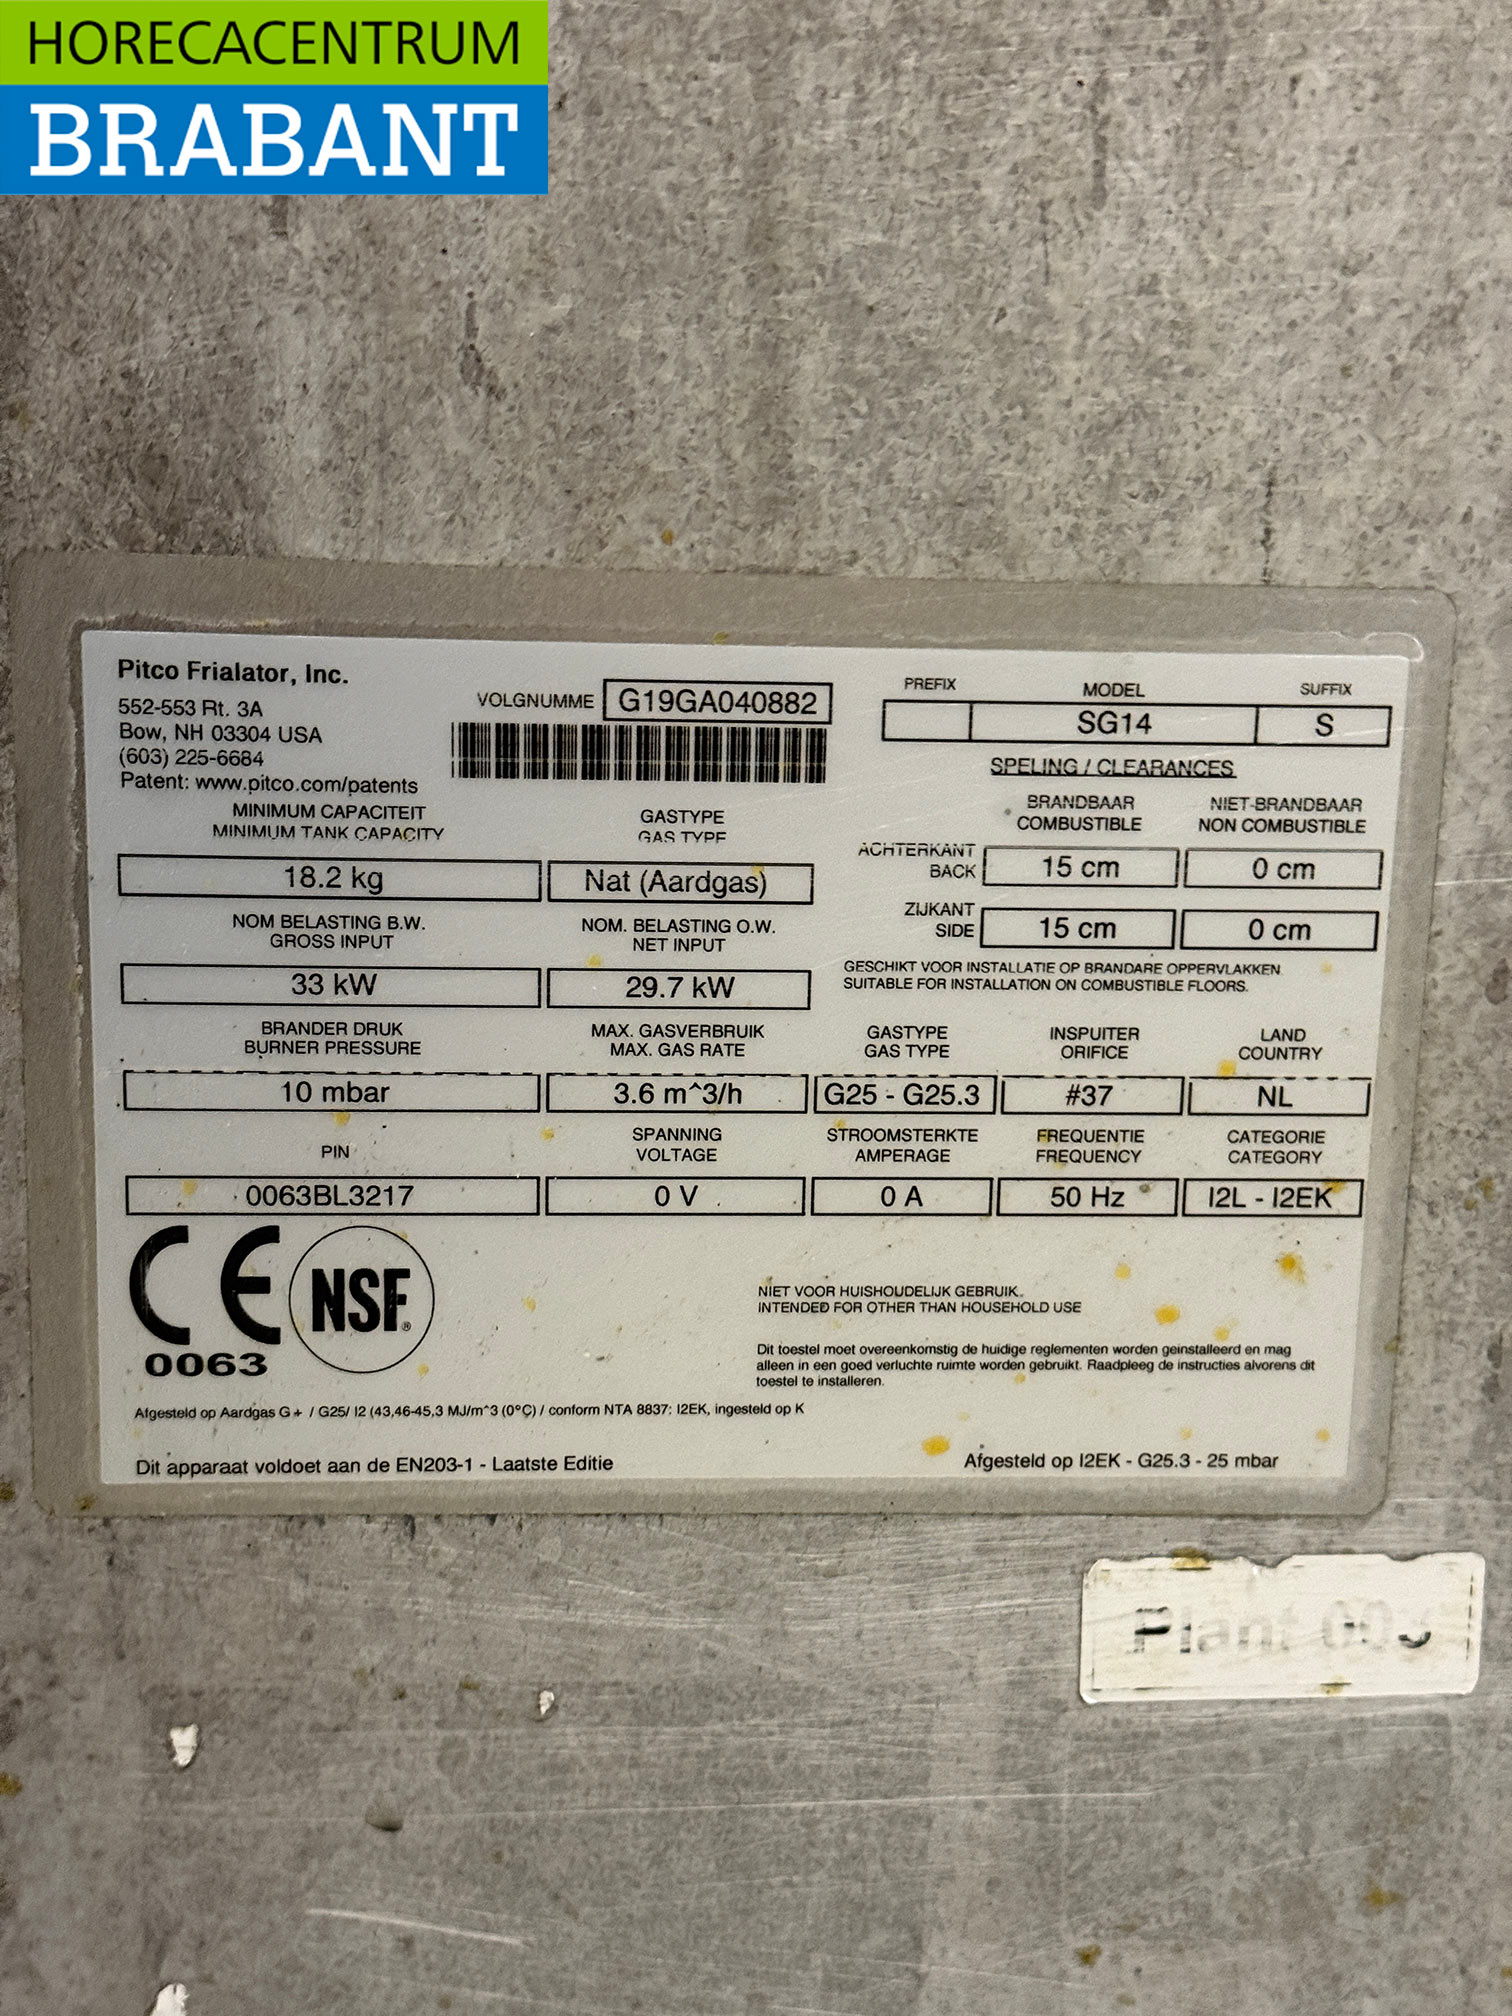 HORECACENTRUM
BRABANT
Pitco Frialator, Inc.
552-553 Rt. 3A
Bow, NH 03304 USA
(603) 225-6684
Patent: www.pitco.com/patents
VOLGNUMME G19GA040882
PREFIX MODEL SUFFIX
SG14 S
SPELING / CLEARANCES
BRANDBAAR NIET-BRANDBAAR
COMBUSTIBLE NON COMBUSTIBLE
ACHTERKANT
BACK 15 cm 0 cm
ZIJKANT
SIDE 15 cm 0 cm
GESCHIKT VOOR INSTALLATIE OP BRANDARE OPPERVLAKKEN
SUITABLE FOR INSTALLATION ON COMBUSTIBLE FLOORS.
MINIMUM CAPACITEIT GASTYPE
MINIMUM TANK CAPACITY GAS TYPE
18.2 kg Nat (Aardgas)
NOM BELASTING B.W. NOM. BELASTING O.W.
GROSS INPUT NET INPUT
33 kW 29.7 kW
BRANDER DRUK MAX. GASVERBRUIK GASTYPE INSPUITER LAND
BURNER PRESSURE MAX. GAS RATE GAS TYPE ORIFICE COUNTRY
10 mbar 3.6 m^3/h G25 - G25.3 #37 NL
PIN SPANNING STROOMSTERKTE FREQUENTIE CATEGORIE
VOLTAGE AMPERAGE FREQUENCY CATEGORY
0063BL3217 0 V 0 A 50 Hz I2L - I2EK
CE NSF®
0063
NIET VOOR HUISHOUDELIJK GEBRUIK.
INTENDED FOR OTHER THAN HOUSEHOLD USE
Dit toestel moet overeenkomstig de huidige reglementen worden geinstalleerd en mag
alleen in een goed verluchte ruimte worden gebruikt. Raadpleeg de instructies alvorens dit
toestel te installeren.
Afgesteld op Aardgas G+ / G25/ I2 (43,46-45,3 MJ/m^3 (0°C) / conform NTA 8837: I2EK, ingesteld op K
Dit apparaat voldoet aan de EN203-1 - Laatste Editie
Afgesteld op I2EK - G25.3 - 25 mbar
Plant